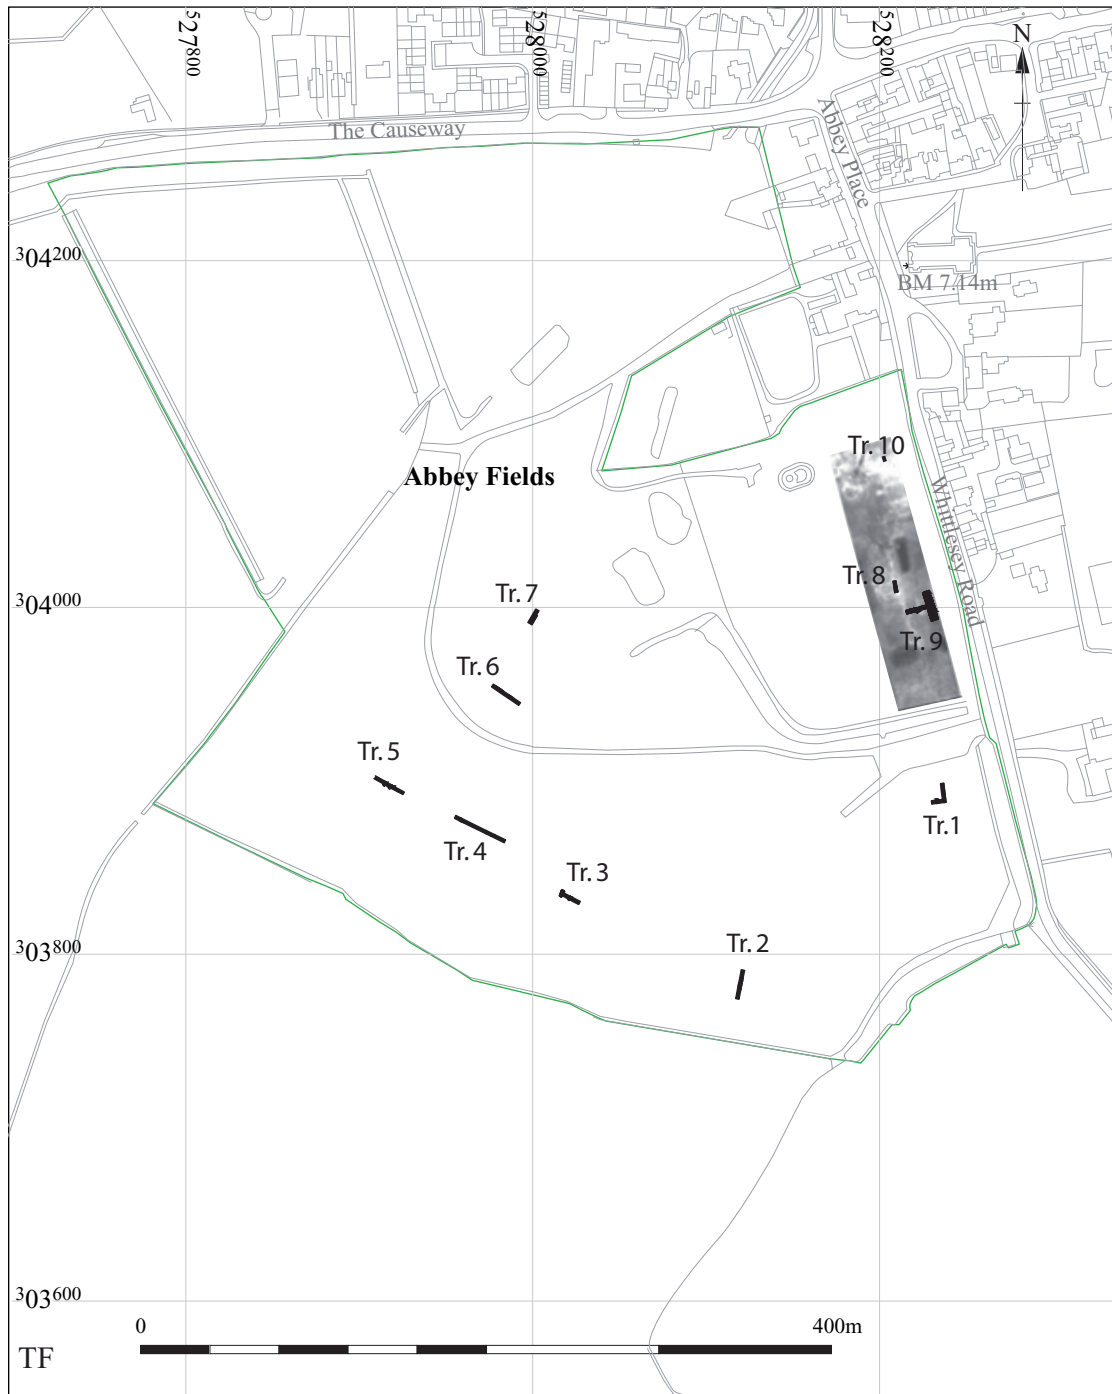 527800
528000
528200
N
The Causeway
Abbey Place
304200
BM 7.14m
Tr. 10
Abbey Fields
Whittlesey Road
Tr. 8
Tr. 7
304000
Tr. 9
Tr. 6
Tr. 5
Tr. 1
Tr. 4
Tr. 3
Tr. 2
303800
303600
0
400m
TF